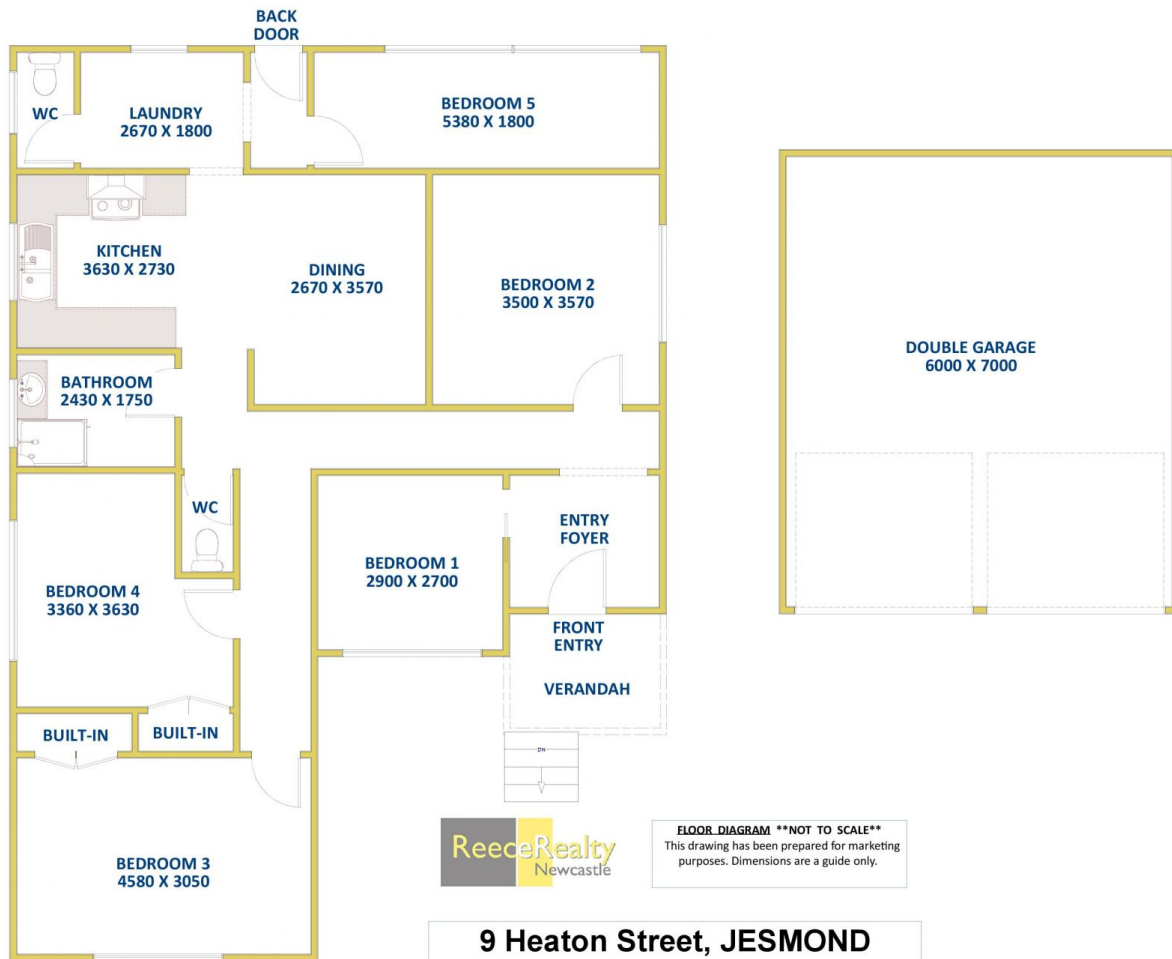 BACK
DOOR
WC
LAUNDRY
2670 X 1800
BEDROOM 5
5380 X 1800
KITCHEN
3630 X 2730
DINING
2670 X 3570
BEDROOM 2
3500 X 3570
DOUBLE GARAGE
6000 X 7000
BATHROOM
2430 X 1750
WC
ENTRY
FOYER
BEDROOM 1
2900 X 2700
BEDROOM 4
3360 X 3630
FRONT
ENTRY
VERANDAH
BUILT-IN
BUILT-IN
DN
BEDROOM 3
4580 X 3050
ReeceRealty
Newcastle
FLOOR DIAGRAM **NOT TO SCALE**
This drawing has been prepared for marketing
purposes. Dimensions are a guide only.
9 Heaton Street, JESMOND